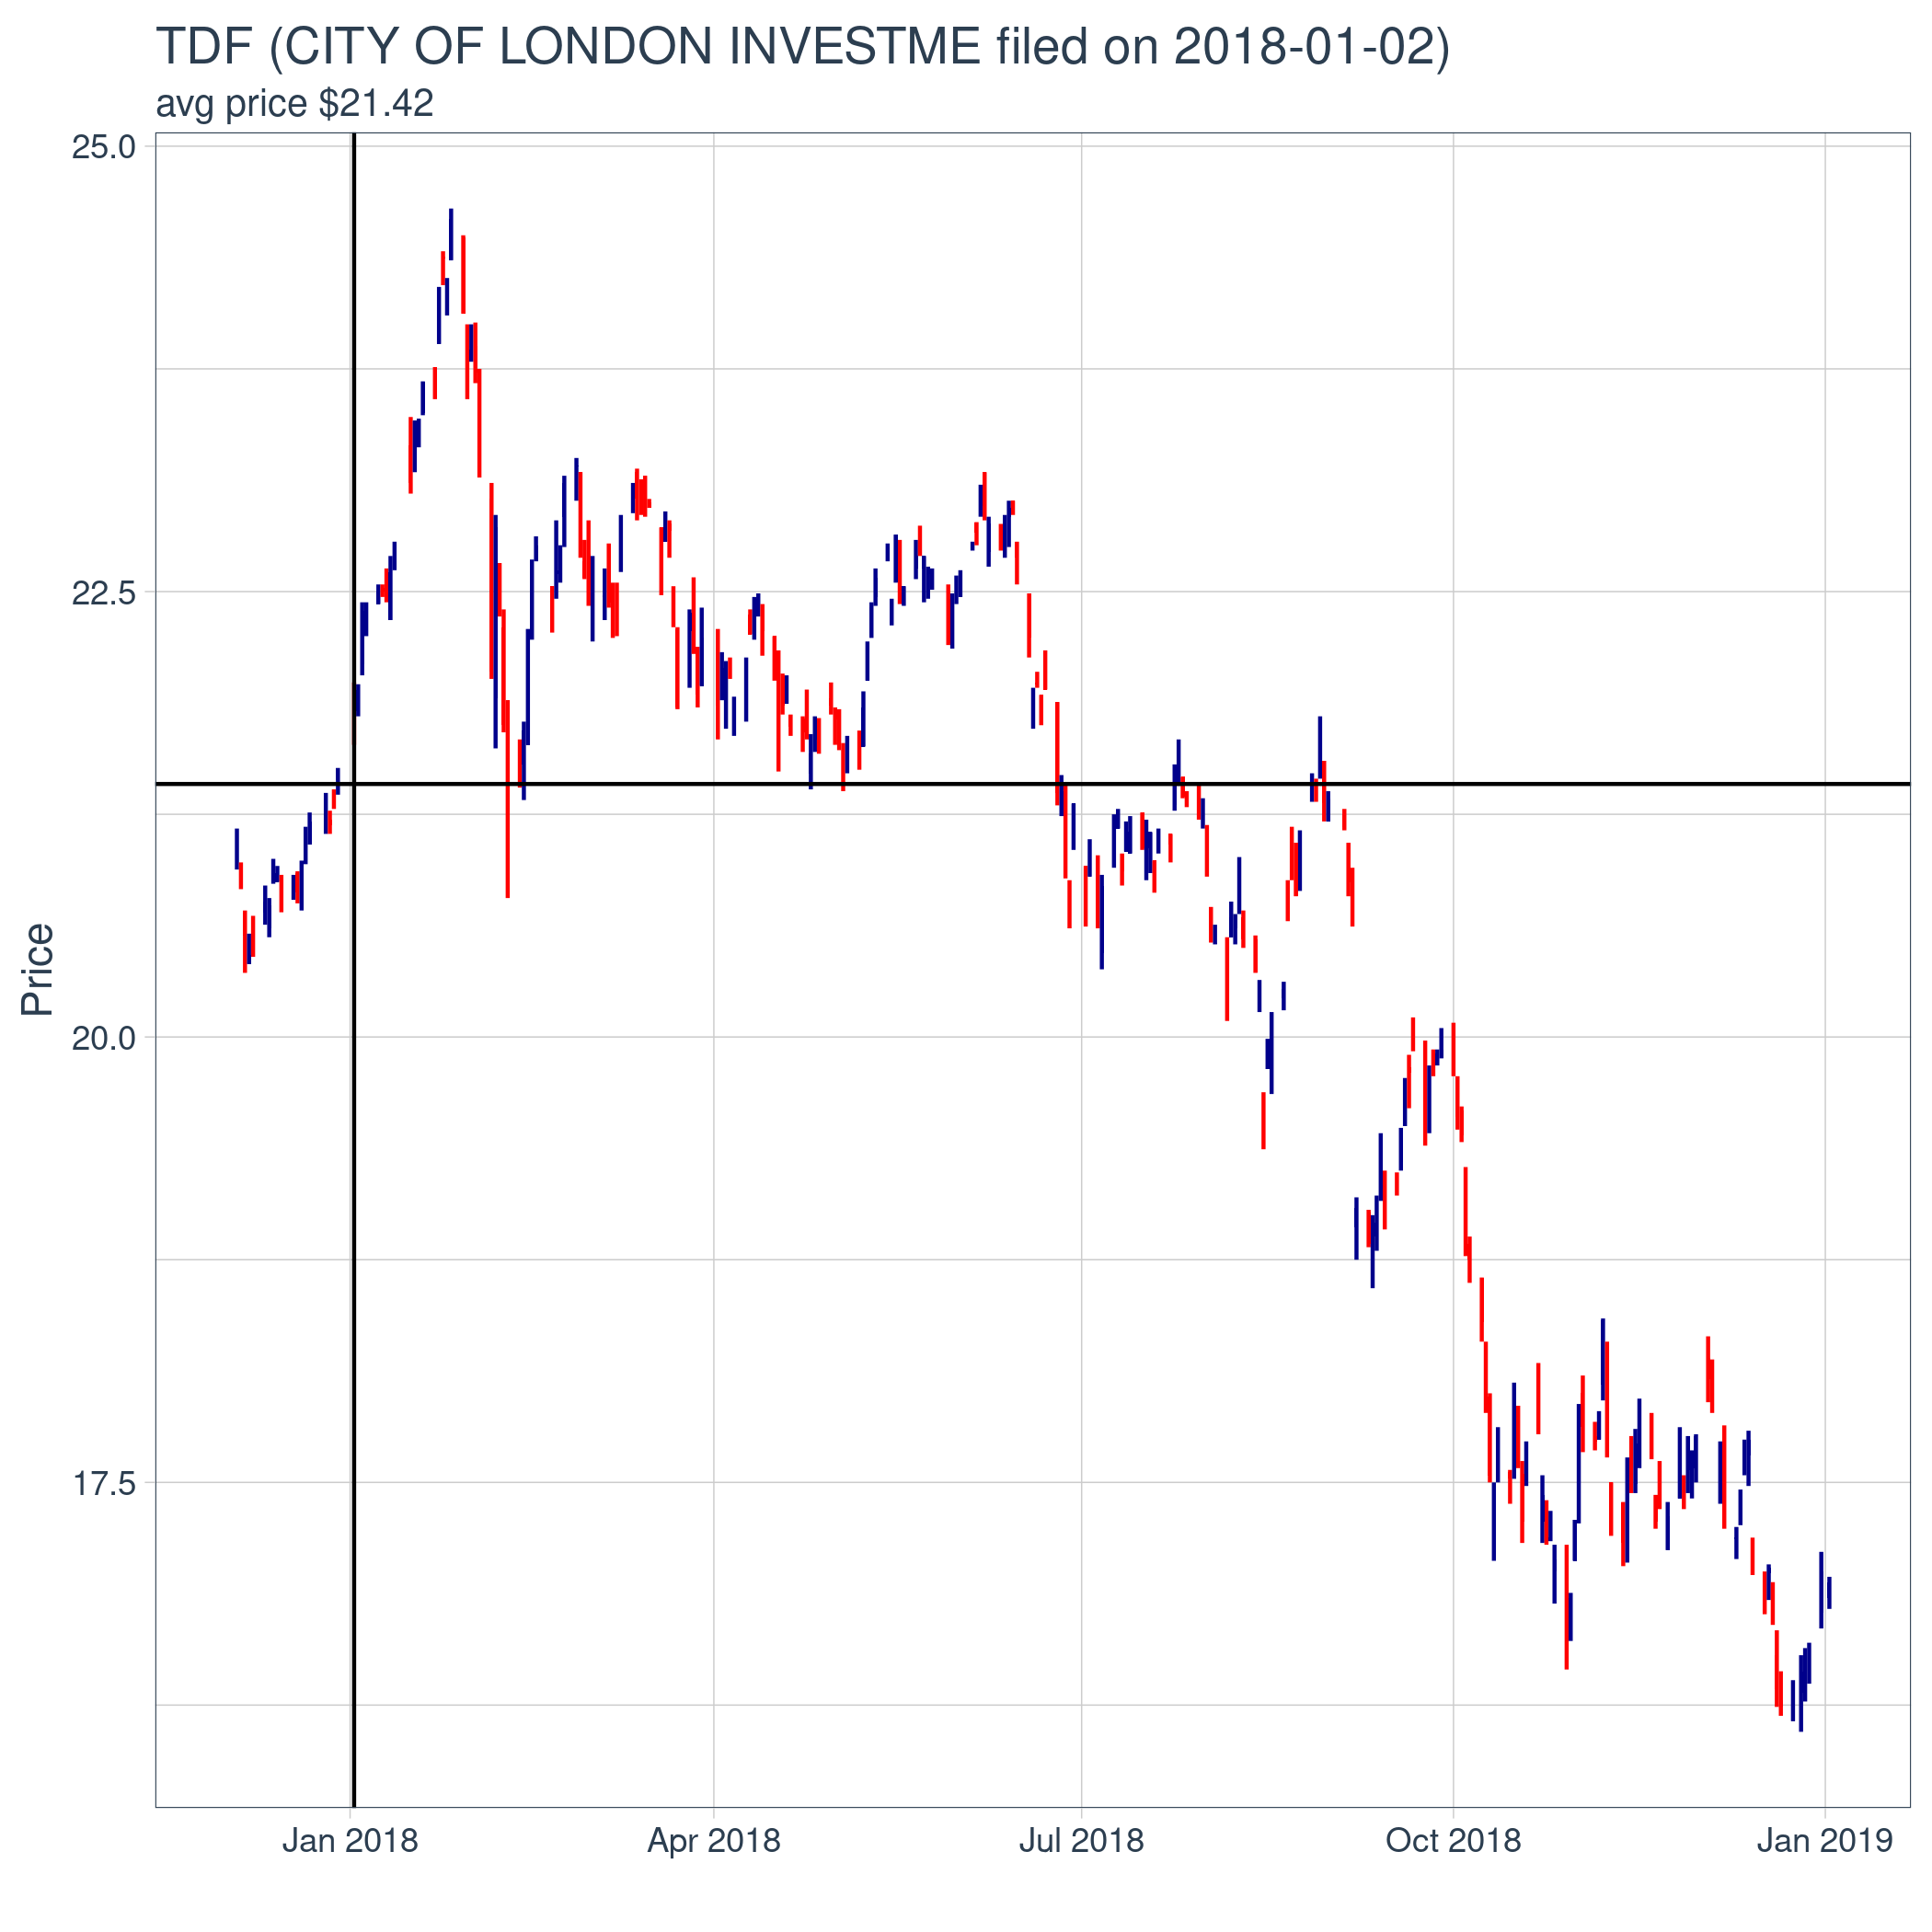 TDF (CITY OF LONDON INVESTME filed on 2018-01-02)
avg price $21.42
25.0
22.5
20.0
17.5
Price
Jan 2018 Apr 2018 Jul 2018 Oct 2018 Jan 2019